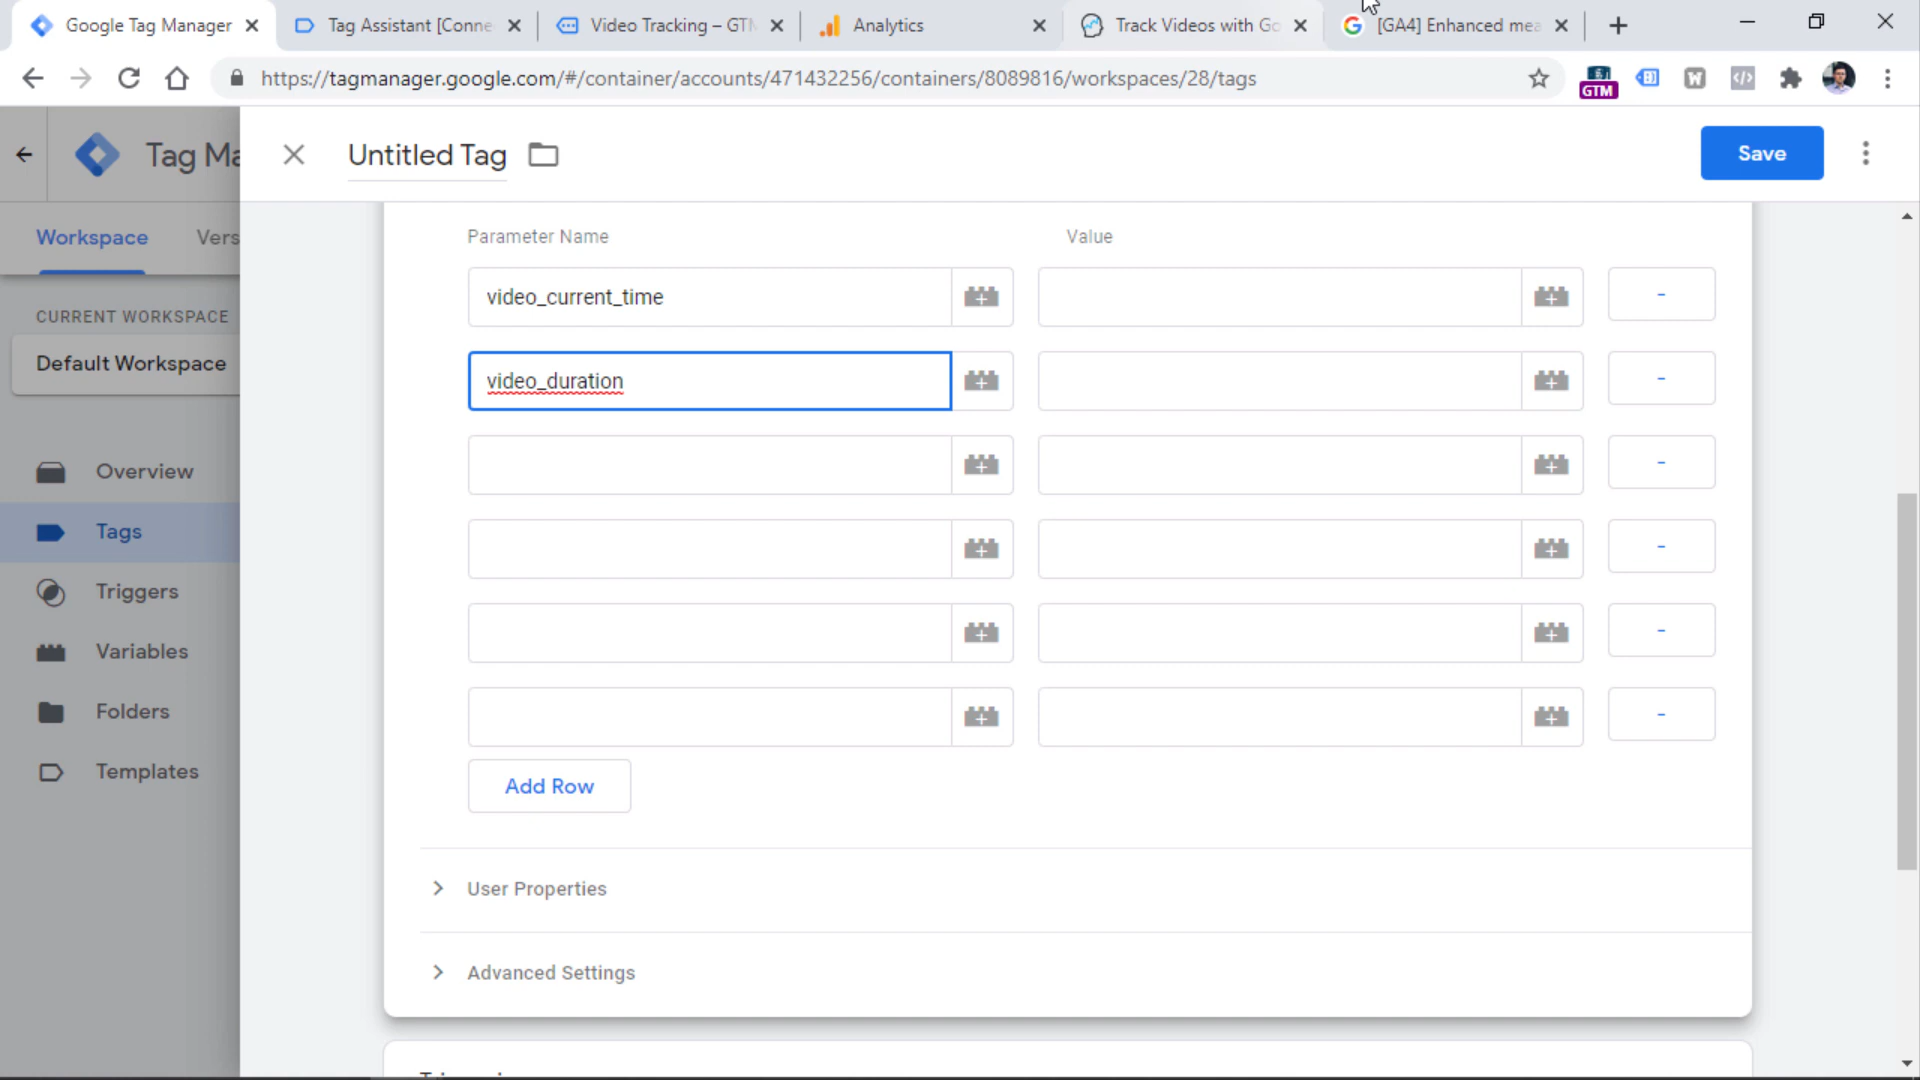 Google Tag Manager
Tag Assistant [Conne
Video Tracking – GTM
Analytics
Track Videos with Go
[GA4] Enhanced mea
https://tagmanager.google.com/#/container/accounts/471432256/containers/8089816/workspaces/28/tags
GTM
Tag Ma
Untitled Tag
Save
Workspace
Vers
Parameter Name
Value
video_current_time
-
CURRENT WORKSPACE
Default Workspace
video_duration
-
Overview
-
Tags
-
Triggers
-
Variables
-
Folders
Templates
Add Row
User Properties
Advanced Settings